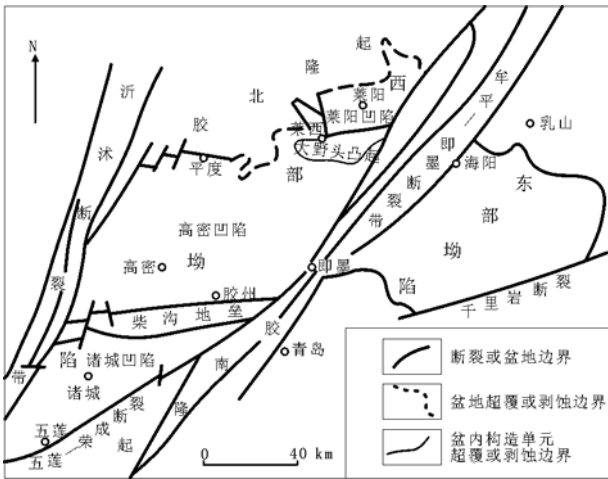 N
胶北隆起
沂沭断裂带
莱阳
莱阳凹陷
莱西
大野头凸起
平度
牟平—即墨断裂带
乳山
海阳
西部坳陷
东部坳陷
高密凹陷
高密
即墨
胶州
柴沟地垒
千里岩断裂
胶南隆起
青岛
诸城凹陷
诸城
五莲
五莲—荣成断裂
0 40 km
断裂或盆地边界
盆地超覆或剥蚀边界
盆内构造单元
超覆或剥蚀边界